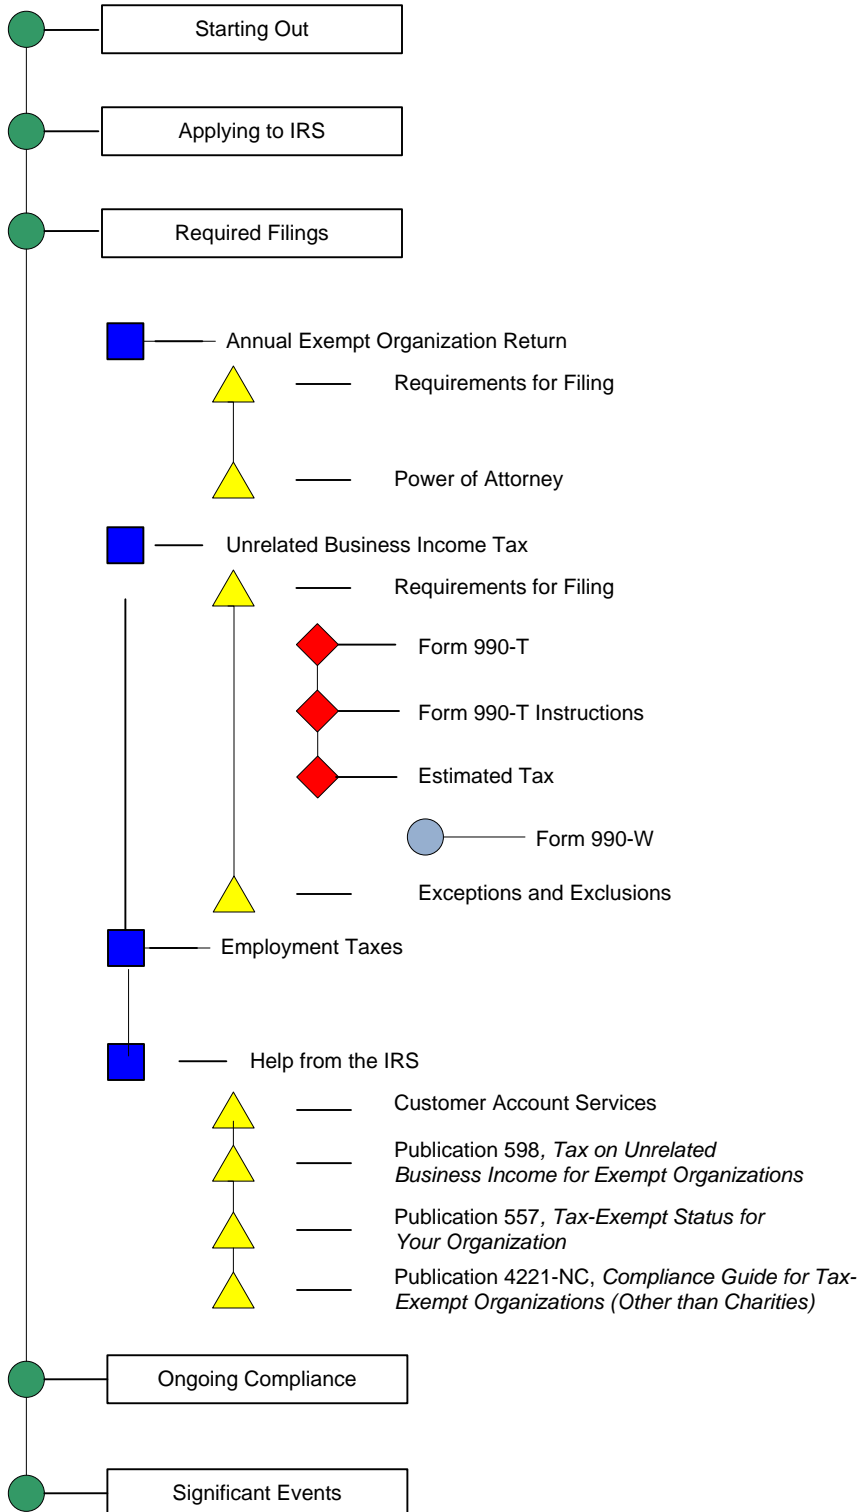 Starting Out
Applying to IRS
Required Filings
Annual Exempt Organization Return
Requirements for Filing
Power of Attorney
Unrelated Business Income Tax
Requirements for Filing
Form 990-T
Form 990-T Instructions
Estimated Tax
Form 990-W
Exceptions and Exclusions
Employment Taxes
Help from the IRS
Customer Account Services
Publication 598, Tax on Unrelated
Business Income for Exempt Organizations
Publication 557, Tax-Exempt Status for
Your Organization
Publication 4221-NC, Compliance Guide for Tax-
Exempt Organizations (Other than Charities)
Ongoing Compliance
Significant Events